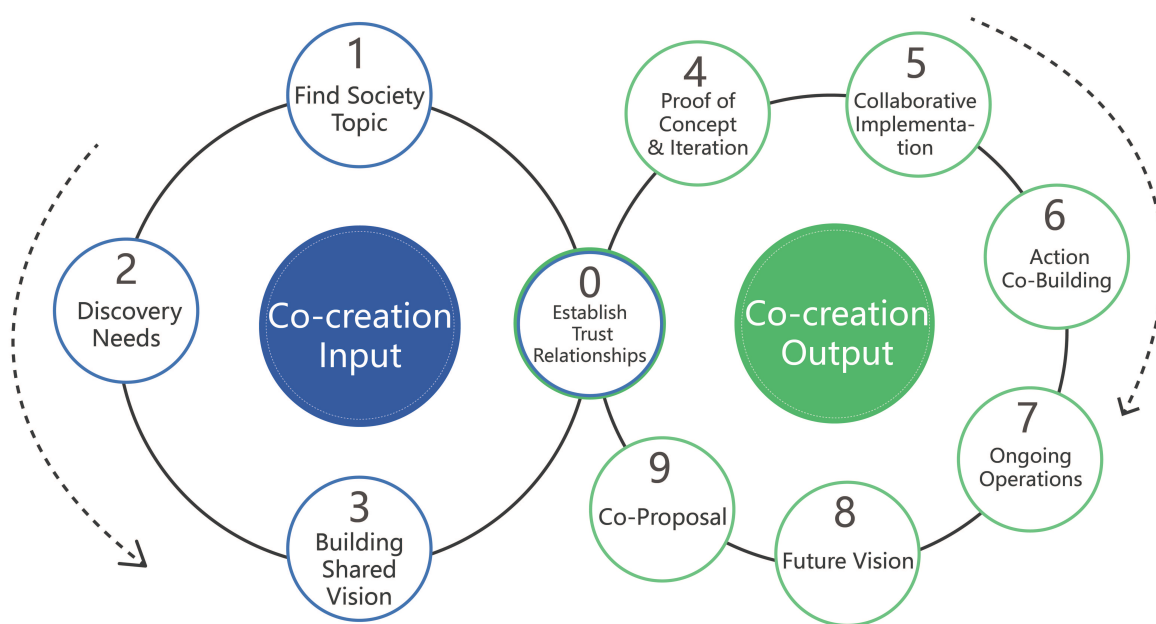 1
Find Society
Topic
2
Discovery
Needs
3
Building
Shared
Vision
Co-creation
Input
0
Establish
Trust
Relationships
4
Proof of
Concept
& Iteration
5
Collaborative
Implementa-
tion
6
Action
Co-Building
7
Ongoing
Operations
8
Future Vision
9
Co-Proposal
Co-creation
Output